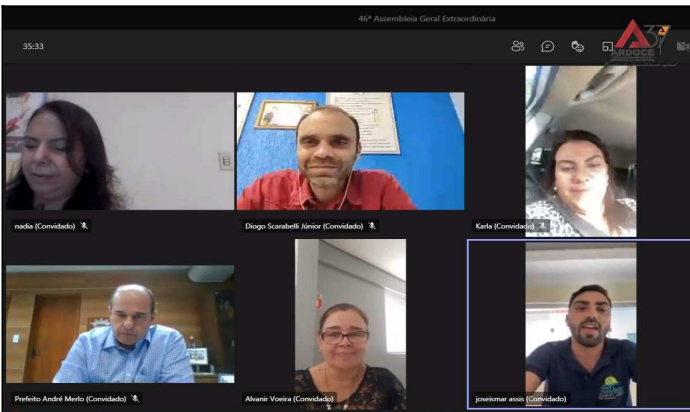 46ª Assembleia Geral Extraordinária
35:33
37
ARDOCE
nadia (Convidado)
Diogo Scarabelli Júnior (Convidado)
Karla (Convidado)
Prefeito André Merlo (Convidado)
Alvanir Voeira (Convidado)
joseismar assis (Convidado)